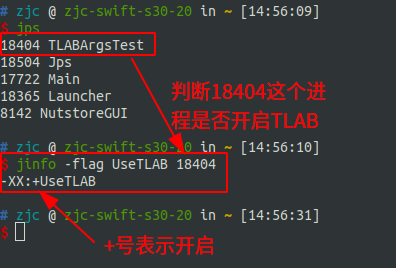 # zjc @ zjc-swift-s30-20 in ~ [14:56:09]
$ jps
18404 TLABArgsTest
18504 Jps
17722 Main
18365 Launcher
8142 NutstoreGUI
判断18404这个进
程是否开启TLAB
# zjc @ zjc-swift-s30-20 in ~ [14:56:10]
$ jinfo -flag UseTLAB 18404
-XX:+UseTLAB
# zjc @ zjc-swift-s30-20 in ~ [14:56:31]
$
+号表示开启